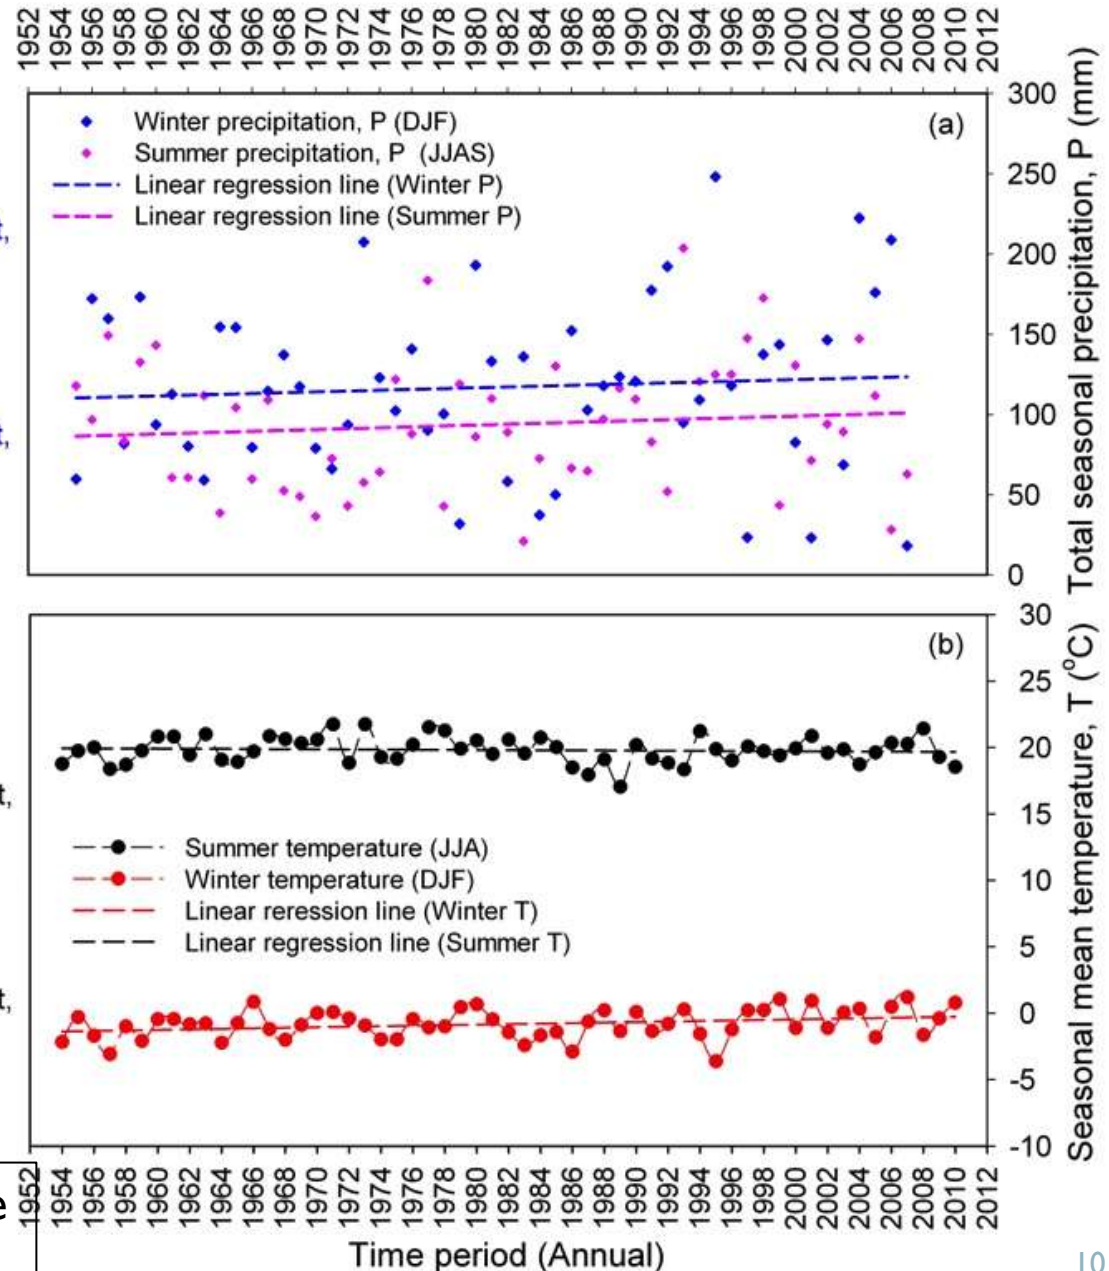 1952 1954 1956 1958 1960 1962 1964 1966 1968 1970 1972 1974 1976 1978 1980 1982 1984 1986 1988 1990 1992 1994 1996 1998 2000 2002 2004 2006 2008 2010 2012
(a)
Winter precipitation, P (DJF)
Summer precipitation, P (JJAS)
Linear regression line (Winter P)
Linear regression line (Summer P)
300
250
200
150
100
50
0
Total seasonal precipitation, P (mm)
t,
t,
(b)
Summer temperature (JJA)
Winter temperature (DJF)
Linear reression line (Winter T)
Linear regression line (Summer T)
30
25
20
15
10
5
0
-5
-10
Seasonal mean temperature, T (°C)
t,
t,
e
1952 1954 1956 1958 1960 1962 1964 1966 1968 1970 1972 1974 1976 1978 1980 1982 1984 1986 1988 1990 1992 1994 1996 1998 2000 2002 2004 2006 2008 2010 2012
Time period (Annual)
10